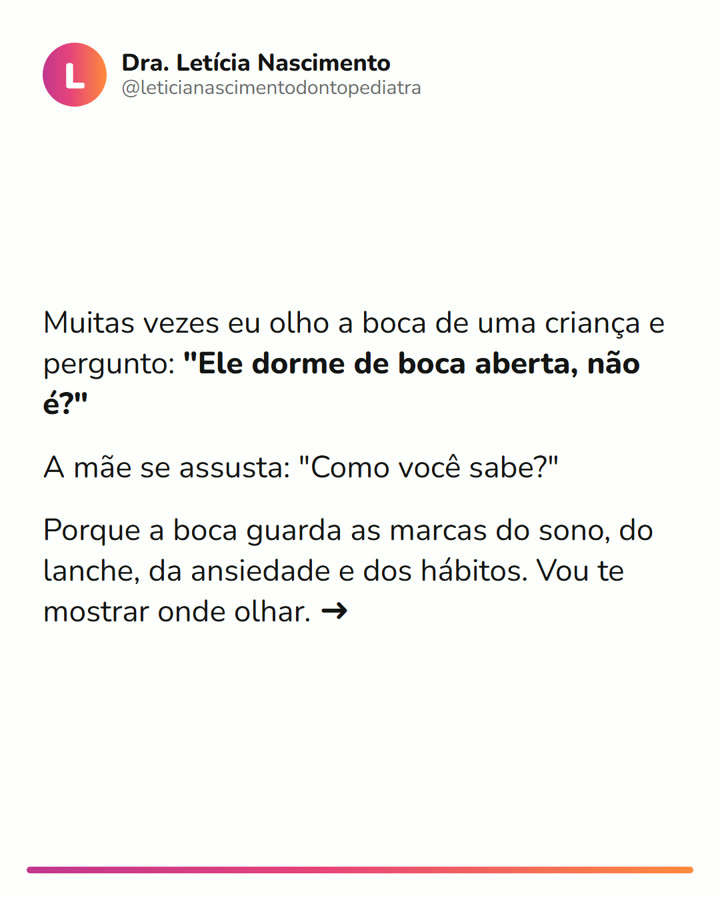 L
Dra. Letícia Nascimento
@leticianascimentodontopediatra
Muitas vezes eu olho a boca de uma criança e
pergunto: "Ele dorme de boca aberta, não
é?"
A mãe se assusta: "Como você sabe?"
Porque a boca guarda as marcas do sono, do
lanche, da ansiedade e dos hábitos. Vou te
mostrar onde olhar. →